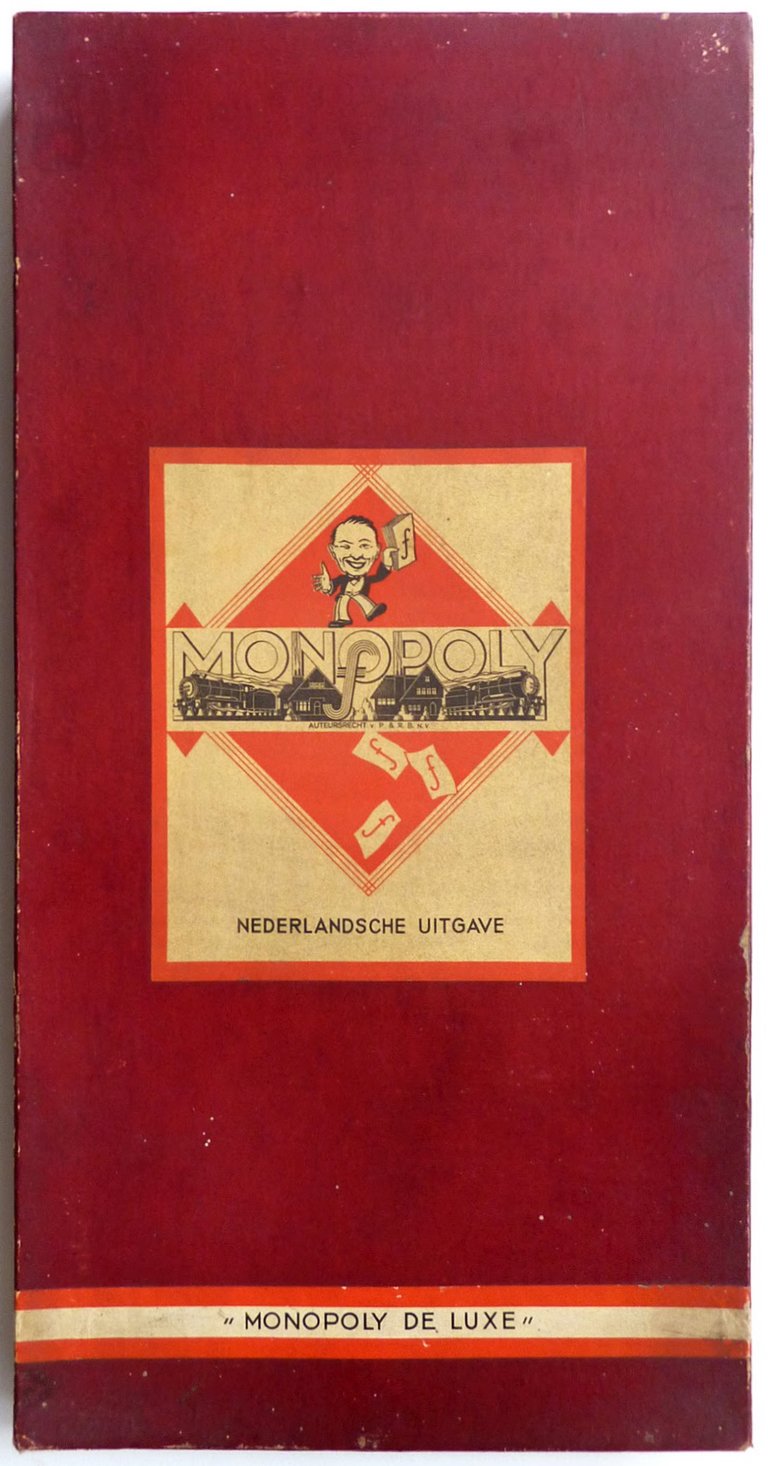 f
MONOPOLY
f
AUTEURSRECHT v. P. & R. B. N.V.
f
f
f
NEDERLANDSCHE UITGAVE
„ MONOPOLY DE LUXE „